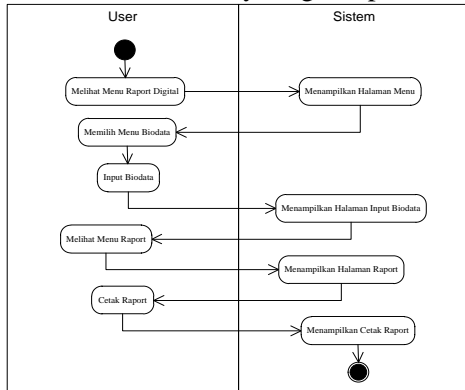 User
Sistem
Melihat Menu Raport Digital
Menampilkan Halaman Menu
Memilih Menu Biodata
Input Biodata
Menampilkan Halaman Input Biodata
Melihat Menu Raport
Menampilkan Halaman Raport
Cetak Raport
Menampilkan Cetak Raport